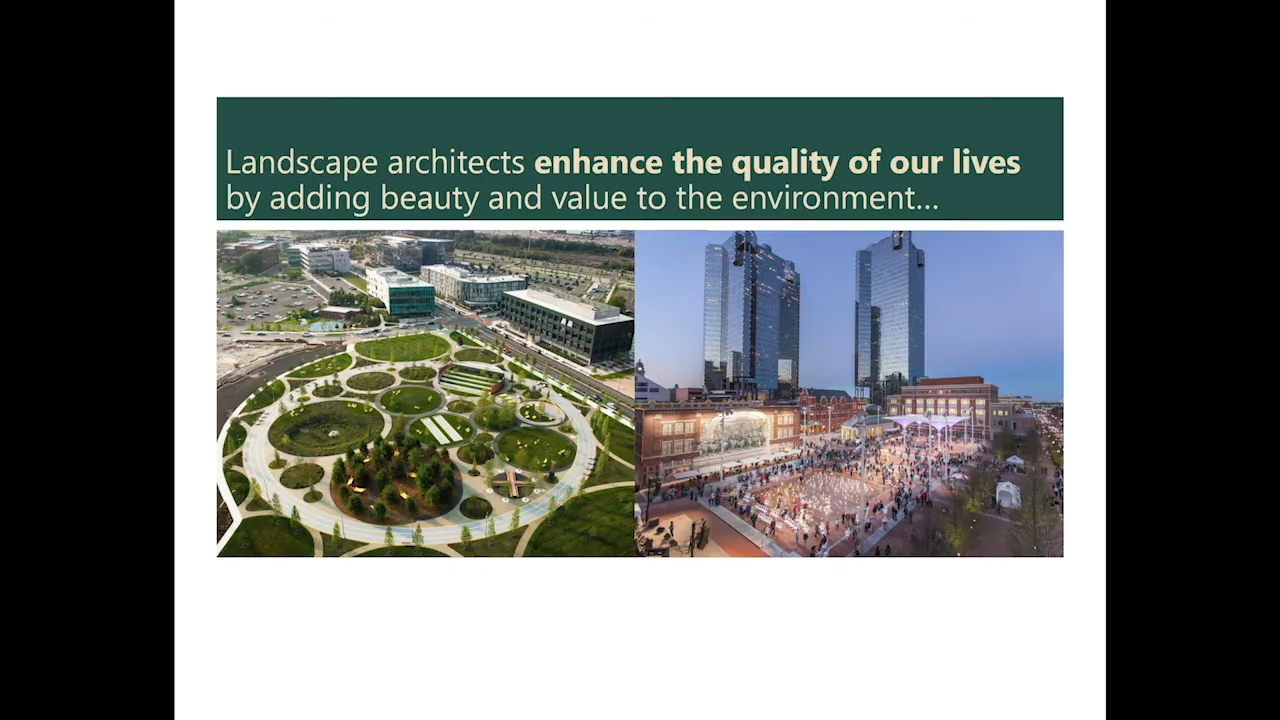 Landscape architects enhance the quality of our lives
by adding beauty and value to the environment...